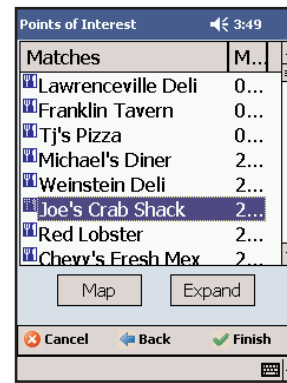 Points of Interest 3:49
Matches M...
Lawrenceville Deli 0...
Franklin Tavern 0...
Tj's Pizza 0...
Michael's Diner 2...
Weinstein Deli 2...
Joe's Crab Shack 2...
Red Lobster 2...
Chevy's Fresh Mex 2...
Map Expand
Cancel Back Finish